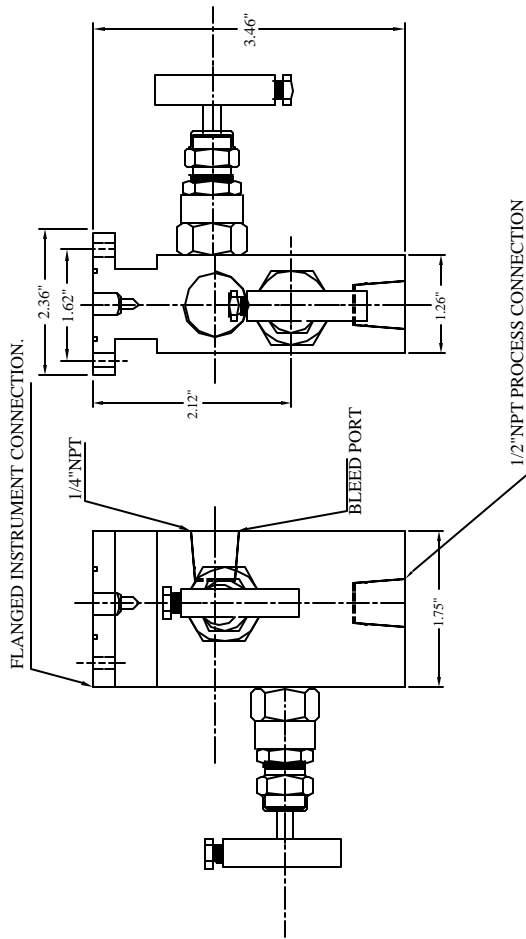 FLANGED INSTRUMENT CONNECTION.
2.36"
1.62"
3.46"
2.12"
1.26"
1/4"NPT
BLEED PORT
1.75"
1/2"NPT PROCESS CONNECTION